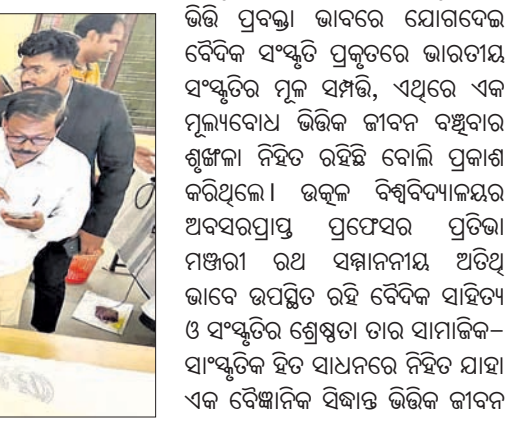 ଭିତ୍ତି ପ୍ରବକ୍ତା ଭାବରେ ଯୋଗଦେଇ
ବୈଦିକ ସଂସ୍କୃତି ପ୍ରକୃତରେ ଭାରତୀୟ
ସଂସ୍କୃତିର ମୂଳ ସମ୍ପତ୍ତି, ଏଥିରେ ଏକ
ମୂଲ୍ୟବୋଧ ଭିତ୍ତିକ ଜୀବନ ବଞ୍ଚିବାର
ଶୃଙ୍ଖଳା ନିହିତ ରହିଛି ବୋଲି ପ୍ରକାଶ
କରିଥିଲେ। ଉତ୍କଳ ବିଶ୍ୱବିଦ୍ୟାଳୟର
ଅବସରପ୍ରାପ୍ତ ପ୍ରଫେସର ପ୍ରତିଭା
ମଞ୍ଜରୀ ରଥ ସମ୍ମାନନୀୟ ଅତିଥି
ଭାବେ ଉପସ୍ଥିତ ରହି ବୈଦିକ ସାହିତ୍ୟ
ଓ ସଂସ୍କୃତିର ଶ୍ରେଷ୍ଠତା ତାର ସାମାଜିକ-
ସାଂସ୍କୃତିକ ହିତ ସାଧନରେ ନିହିତ ଯାହା
ଏକ ବୈଜ୍ଞାନିକ ସିଦ୍ଧାନ୍ତ ଭିତ୍ତିକ ଜୀବନ